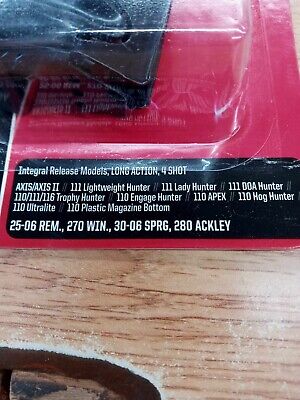 Integral Release Models, LONG ACTION, 4 SHOT
AXIS/AXIS II // 111 Lightweight Hunter // 111 Lady Hunter // 111 DOA Hunter //
110/111/116 Trophy Hunter // 110 Engage Hunter // 110 APEX // 110 Hog Hunter //
110 Ultralite // 110 Plastic Magazine Bottom
25-06 REM., 270 WIN., 30-06 SPRG, 280 ACKLEY